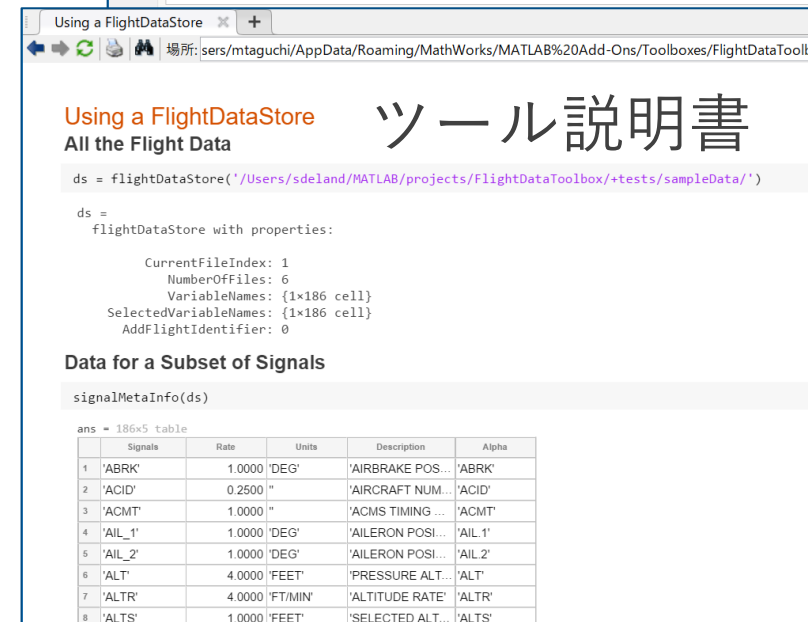 Using a FlightDataStore
場所: sers/mtaguchi/AppData/Roaming/MathWorks/MATLAB%20Add-Ons/Toolboxes/FlightDataToolb
Using a FlightDataStore
ツール説明書
All the Flight Data
ds = flightDataStore('/Users/sdeland/MATLAB/projects/FlightDataToolbox/+tests/sampleData/')
ds =
flightDataStore with properties:
CurrentFileIndex: 1
NumberOfFiles: 6
VariableNames: {1×186 cell}
SelectedVariableNames: {1×186 cell}
AddFlightIdentifier: 0
Data for a Subset of Signals
signalMetaInfo(ds)
ans = 186×5 table
Signals Rate Units Description Alpha
1 'ABRK' 1.0000 'DEG' 'AIRBRAKE POS... 'ABRK'
2 'ACID' 0.2500 '' 'AIRCRAFT NUM... 'ACID'
3 'ACMT' 1.0000 '' 'ACMS TIMING ... 'ACMT'
4 'AIL_1' 1.0000 'DEG' 'AILERON POSI... 'AIL.1'
5 'AIL_2' 1.0000 'DEG' 'AILERON POSI... 'AIL.2'
6 'ALT' 4.0000 'FEET' 'PRESSURE ALT... 'ALT'
7 'ALTR' 4.0000 'FT/MIN' 'ALTITUDE RATE' 'ALTR'
8 'ALTS' 1.0000 'FEET' 'SELECTED ALT... 'ALTS'